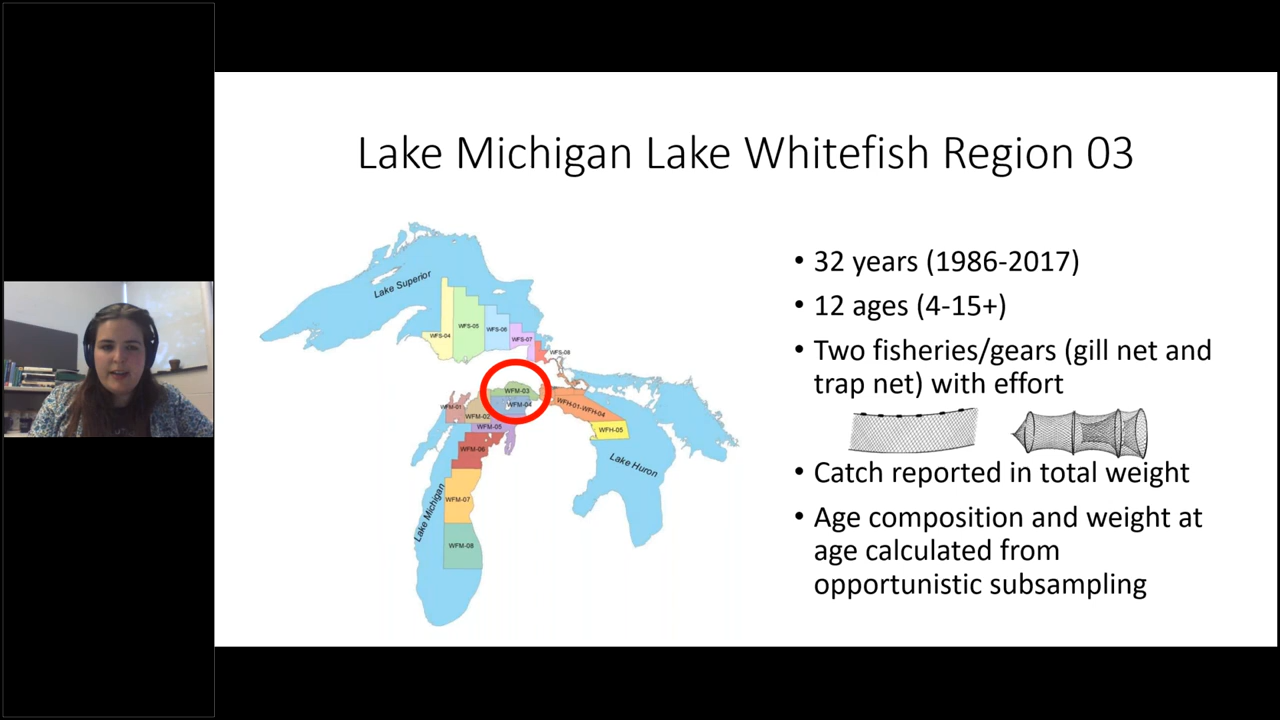 Lake Michigan Lake Whitefish Region 03
Lake Superior
WFS-04
WFS-05
WFS-06
WFS-07
WFS-08
WFM-03
WFM-01
WFM-04
WFH-01-WFH-04
WFM-02
WFM-05
WFH-05
WFM-06
Lake Huron
WFM-07
Lake Michigan
WFM-08
• 32 years (1986-2017)
• 12 ages (4-15+)
• Two fisheries/gears (gill net and
trap net) with effort
• Catch reported in total weight
• Age composition and weight at
age calculated from
opportunistic subsampling